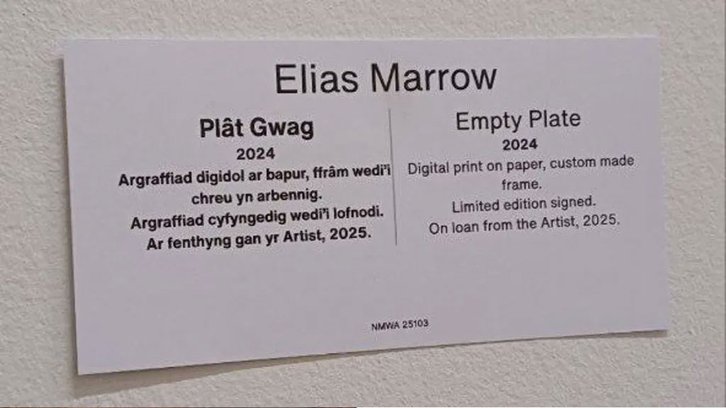 Elias Marrow
Plât Gwag
2024
Argraffiad digidol ar bapur, ffrâm wedi'i
chreu yn arbennig.
Argraffiad cyfyngedig wedi'i lofnodi.
Ar fenthyg gan yr Artist, 2025.
Empty Plate
2024
Digital print on paper, custom made
frame.
Limited edition signed.
On loan from the Artist, 2025.
NMWA 25103